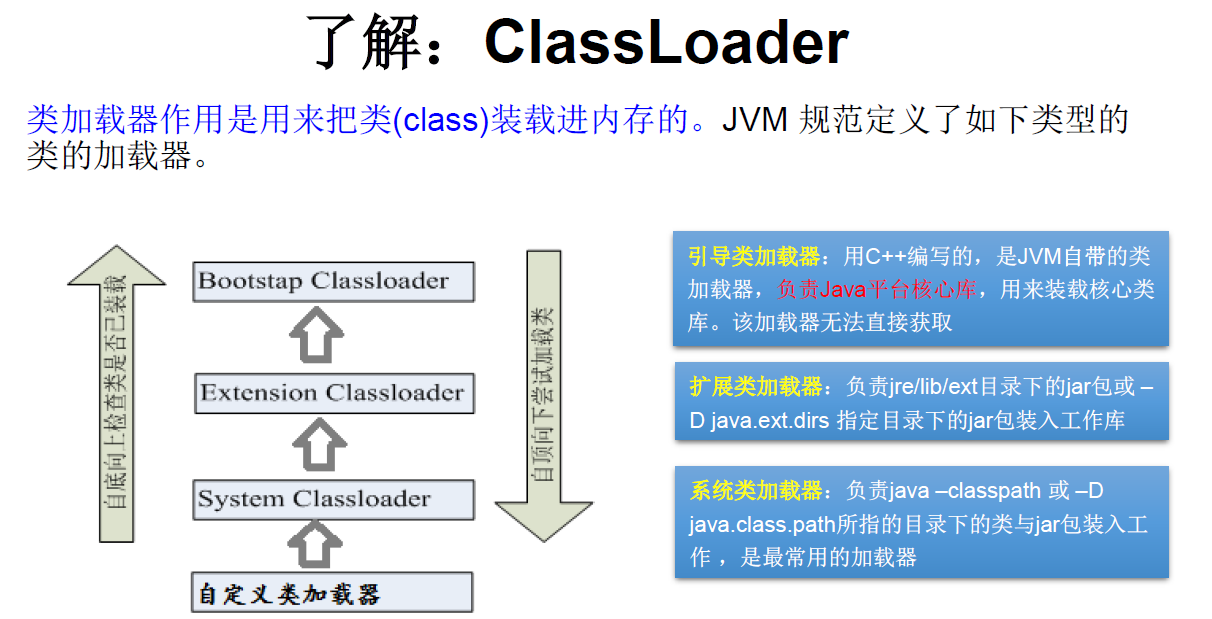 了解：ClassLoader
类加载器作用是用来把类(class)装载进内存的。JVM 规范定义了如下类型的
类的加载器。
自底向上检查类是否已装载
Bootstap Classloader
Extension Classloader
System Classloader
自定义类加载器
自顶向下尝试加载类
引导类加载器：用C++编写的，是JVM自带的类
加载器，负责Java平台核心库，用来装载核心类
库。该加载器无法直接获取
扩展类加载器：负责jre/lib/ext目录下的jar包或 –
D java.ext.dirs 指定目录下的jar包装入工作库
系统类加载器：负责java –classpath 或 –D
java.class.path所指的目录下的类与jar包装入工
作 ，是最常用的加载器